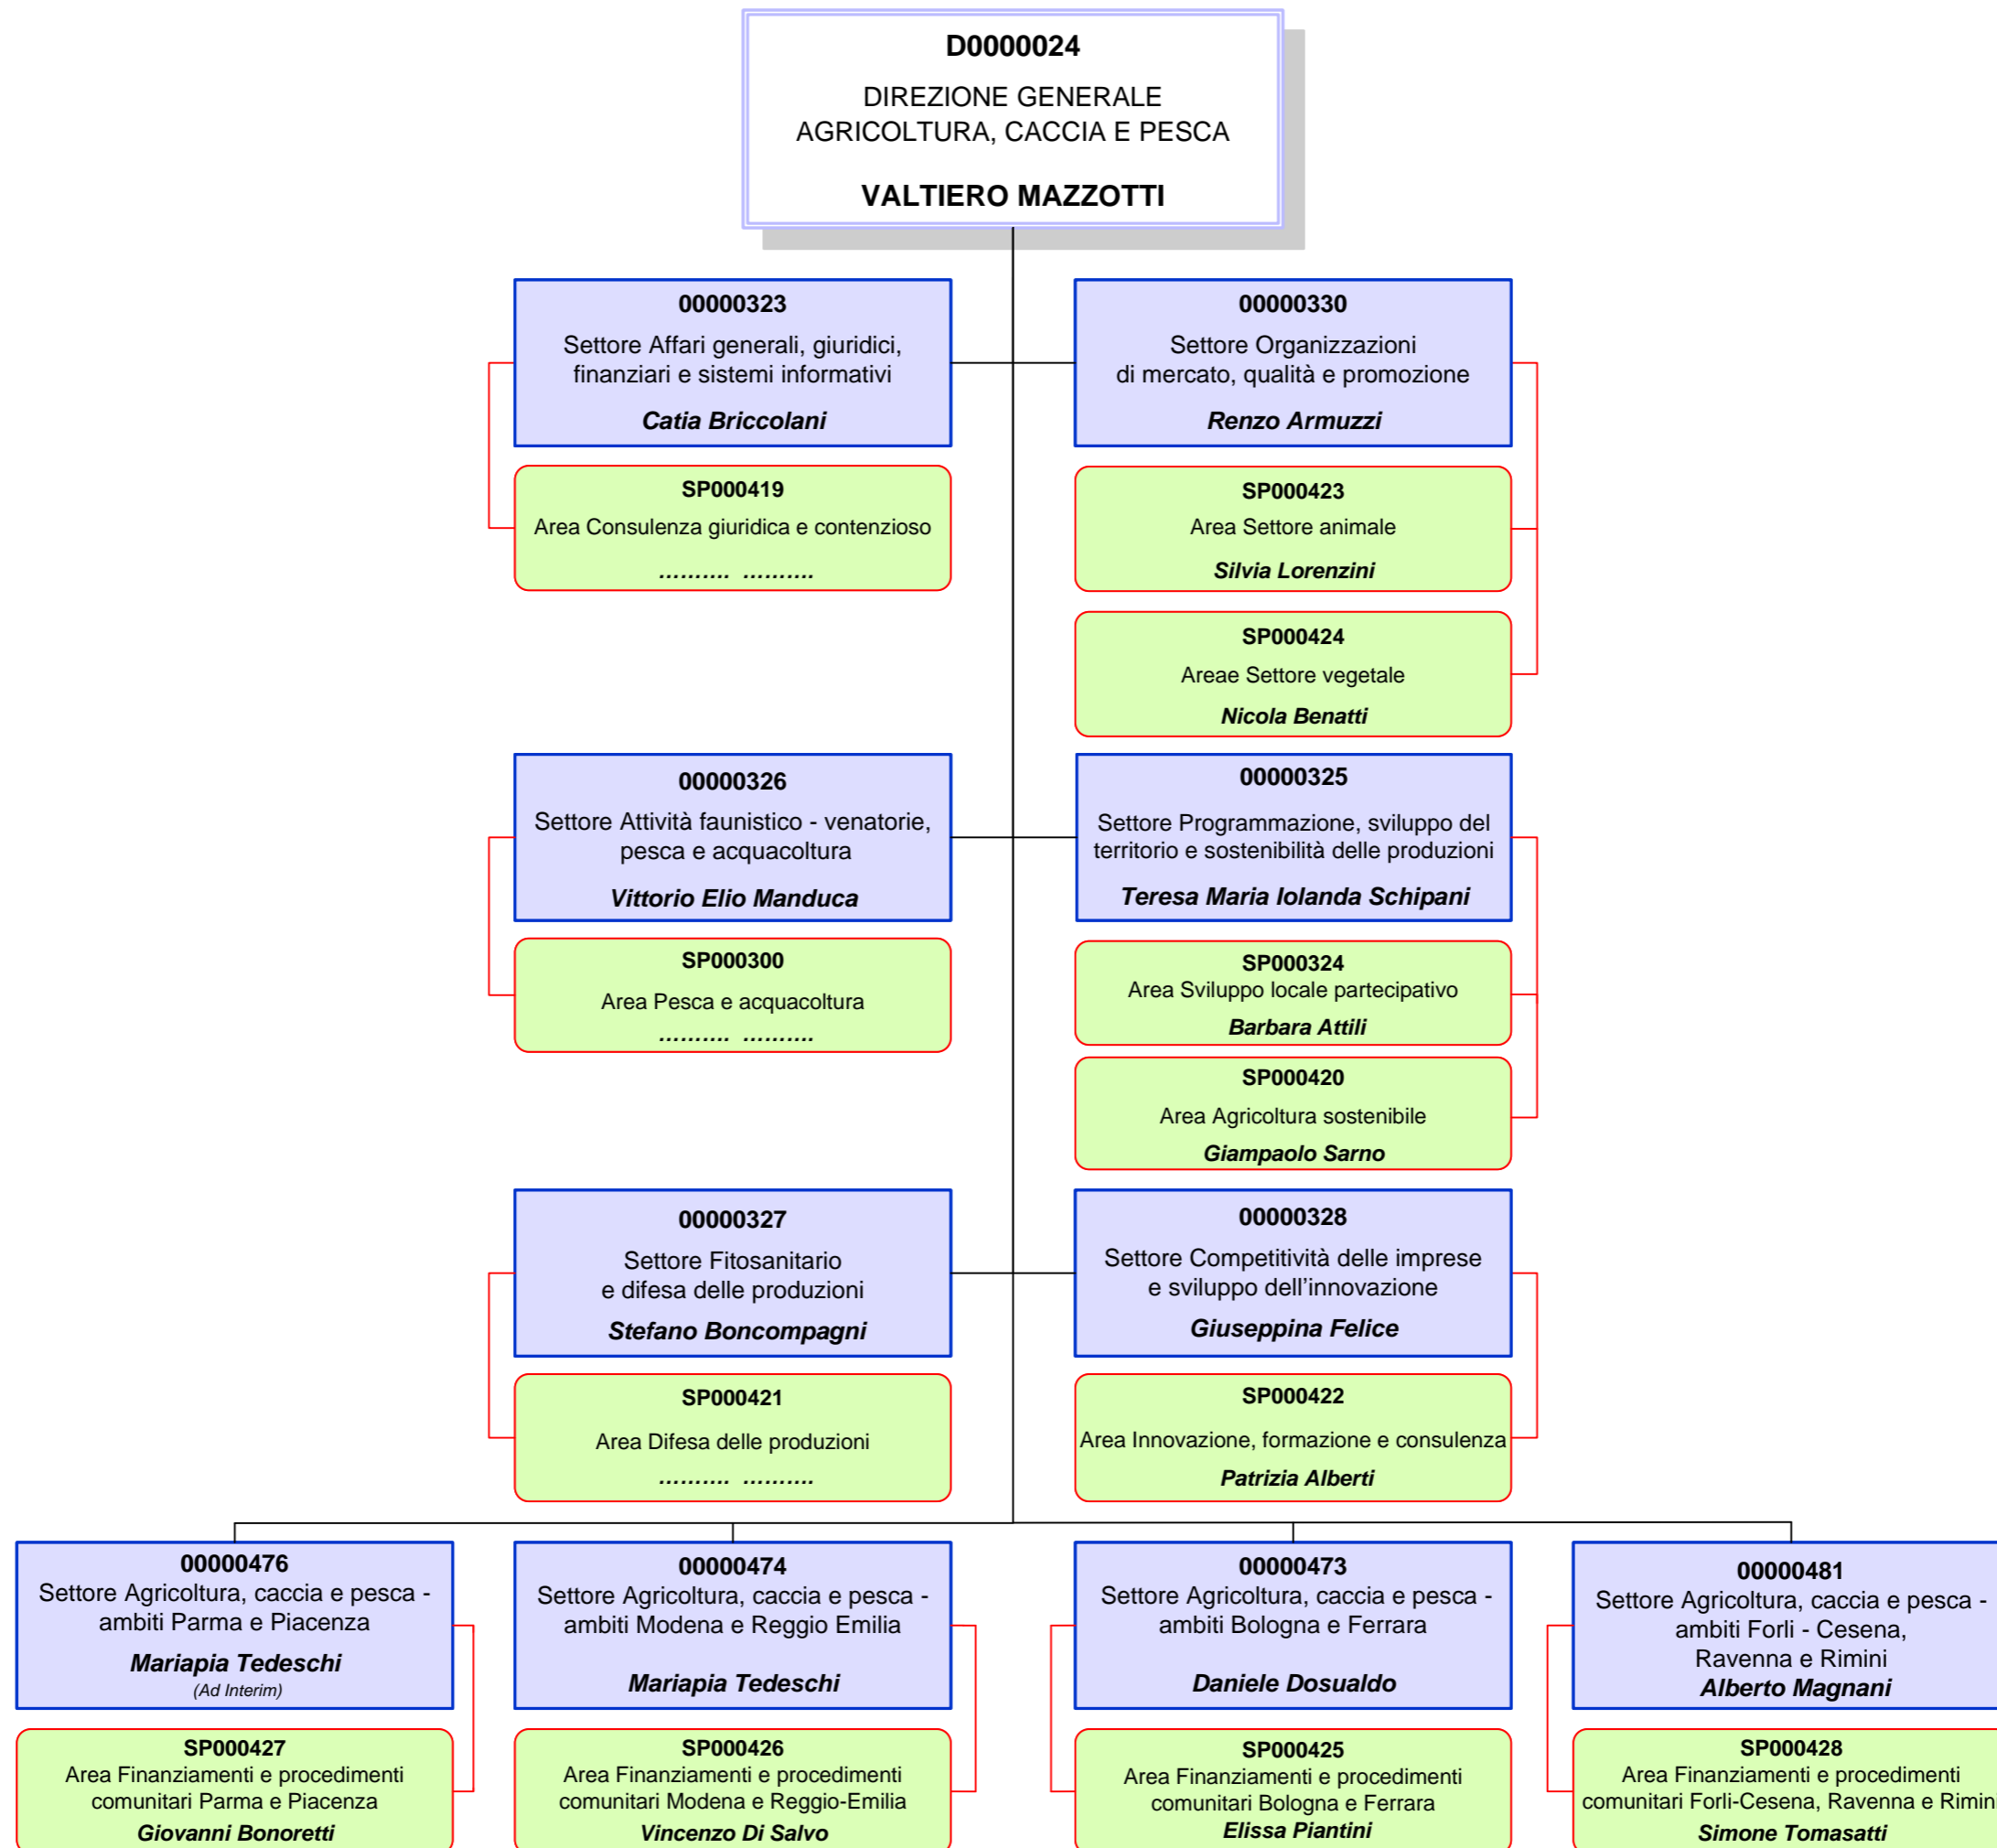 D0000024
DIREZIONE GENERALE
AGRICOLTURA, CACCIA E PESCA
VALTIERO MAZZOTTI
00000323
Settore Affari generali, giuridici,
finanziari e sistemi informativi
Catia Briccolani
SP000419
Area Consulenza giuridica e contenzioso
.......... ..........
00000330
Settore Organizzazioni
di mercato, qualità e promozione
Renzo Armuzzi
SP000423
Area Settore animale
Silvia Lorenzini
SP000424
Areae Settore vegetale
Nicola Benatti
00000326
Settore Attività faunistico - venatorie,
pesca e acquacoltura
Vittorio Elio Manduca
SP000300
Area Pesca e acquacoltura
.......... ..........
00000325
Settore Programmazione, sviluppo del
territorio e sostenibilità delle produzioni
Teresa Maria Iolanda Schipani
SP000324
Area Sviluppo locale partecipativo
Barbara Attili
SP000420
Area Agricoltura sostenibile
Giampaolo Sarno
00000327
Settore Fitosanitario
e difesa delle produzioni
Stefano Boncompagni
SP000421
Area Difesa delle produzioni
.......... ..........
00000328
Settore Competitività delle imprese
e sviluppo dell’innovazione
Giuseppina Felice
SP000422
Area Innovazione, formazione e consulenza
Patrizia Alberti
00000476
Settore Agricoltura, caccia e pesca -
ambiti Parma e Piacenza
Mariapia Tedeschi
(Ad Interim)
SP000427
Area Finanziamenti e procedimenti
comunitari Parma e Piacenza
Giovanni Bonoretti
00000474
Settore Agricoltura, caccia e pesca -
ambiti Modena e Reggio Emilia
Mariapia Tedeschi
SP000426
Area Finanziamenti e procedimenti
comunitari Modena e Reggio-Emilia
Vincenzo Di Salvo
00000473
Settore Agricoltura, caccia e pesca -
ambiti Bologna e Ferrara
Daniele Dosualdo
SP000425
Area Finanziamenti e procedimenti
comunitari Bologna e Ferrara
Elissa Piantini
00000481
Settore Agricoltura, caccia e pesca -
ambiti Forli - Cesena,
Ravenna e Rimini
Alberto Magnani
SP000428
Area Finanziamenti e procedimenti
comunitari Forli-Cesena, Ravenna e Rimini
Simone Tomasatti